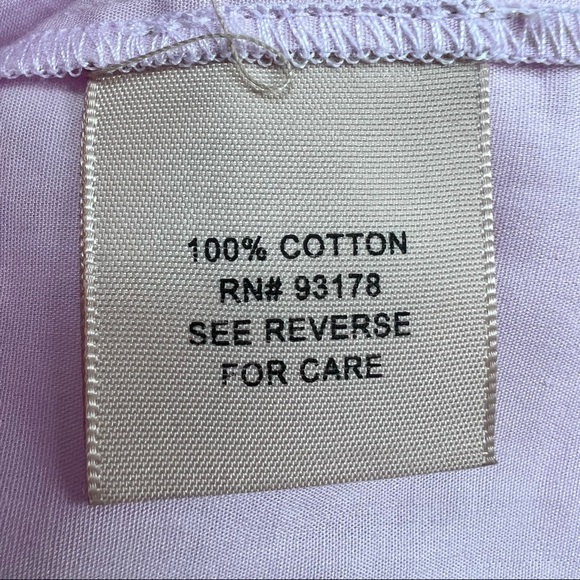 100% COTTON
RN# 93178
SEE REVERSE
FOR CARE